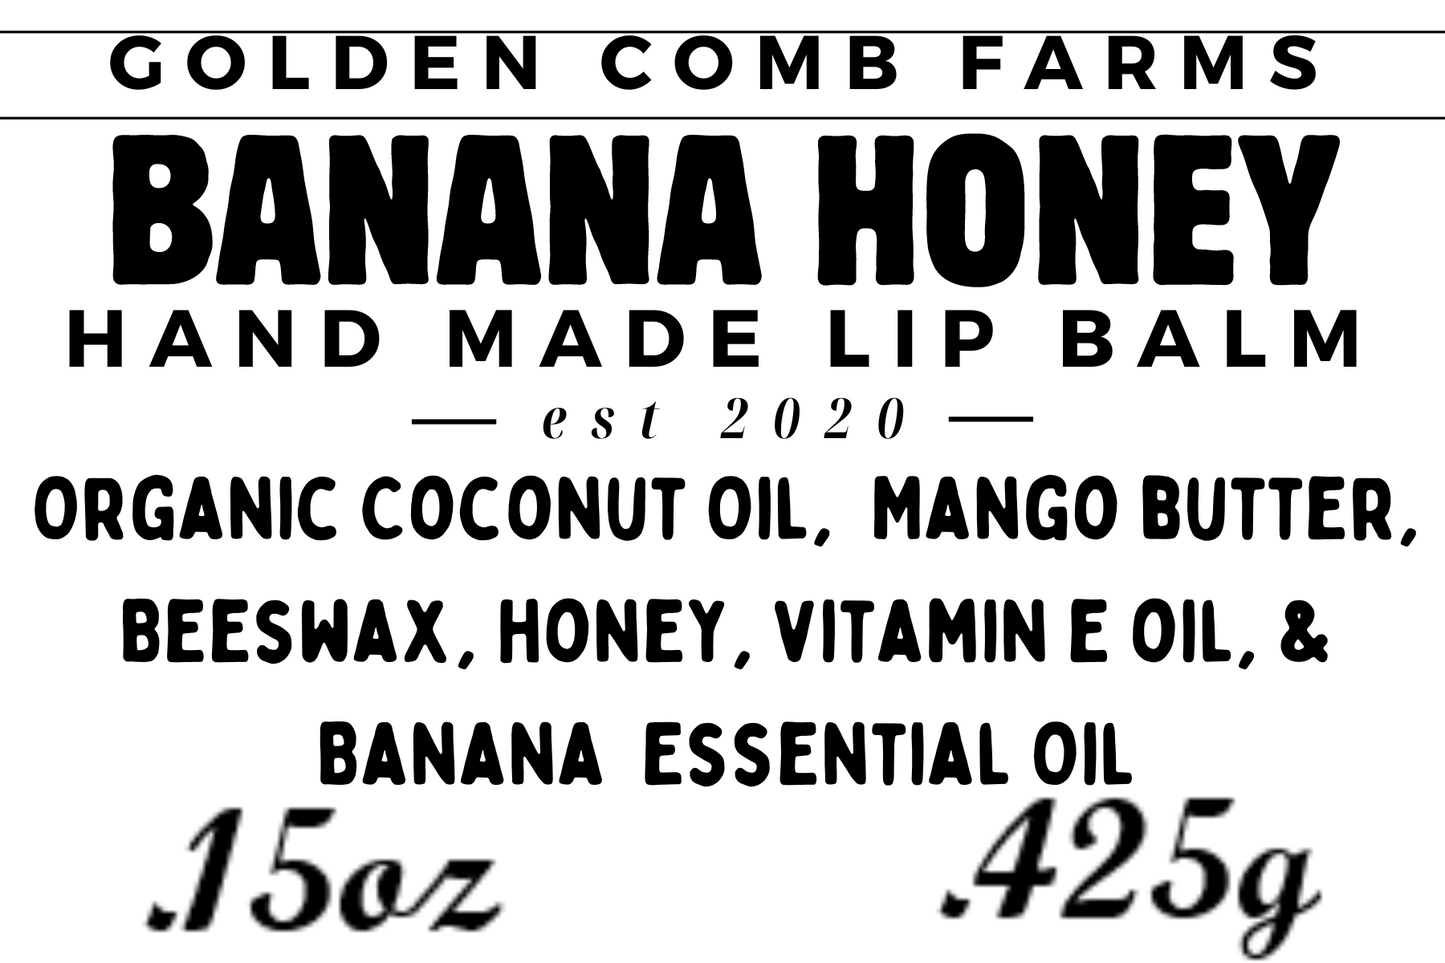 GOLDEN COMB FARMS
BANANA HONEY
HAND MADE LIP BALM
— est 2020 —
ORGANIC COCONUT OIL, MANGO BUTTER,
BEESWAX, HONEY, VITAMIN E OIL, &
BANANA ESSENTIAL OIL
.15oz .425g